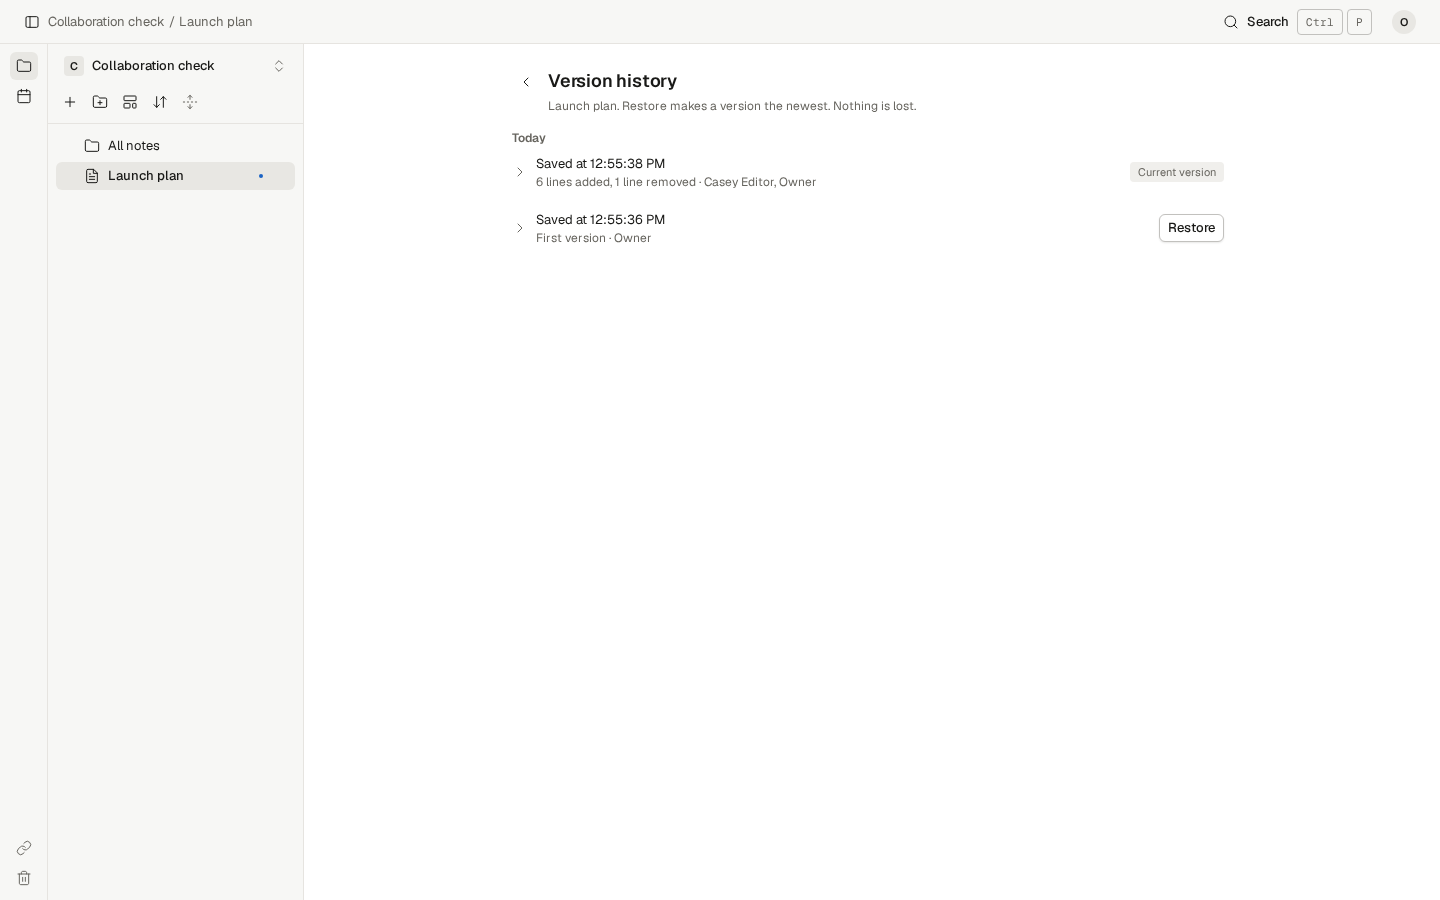 Collaboration check / Launch plan
Search Ctrl P O
C Collaboration check
All notes
Launch plan
Version history
Launch plan. Restore makes a version the newest. Nothing is lost.
Today
Saved at 12:55:38 PM
6 lines added, 1 line removed · Casey Editor, Owner
Current version
Saved at 12:55:36 PM
First version · Owner
Restore